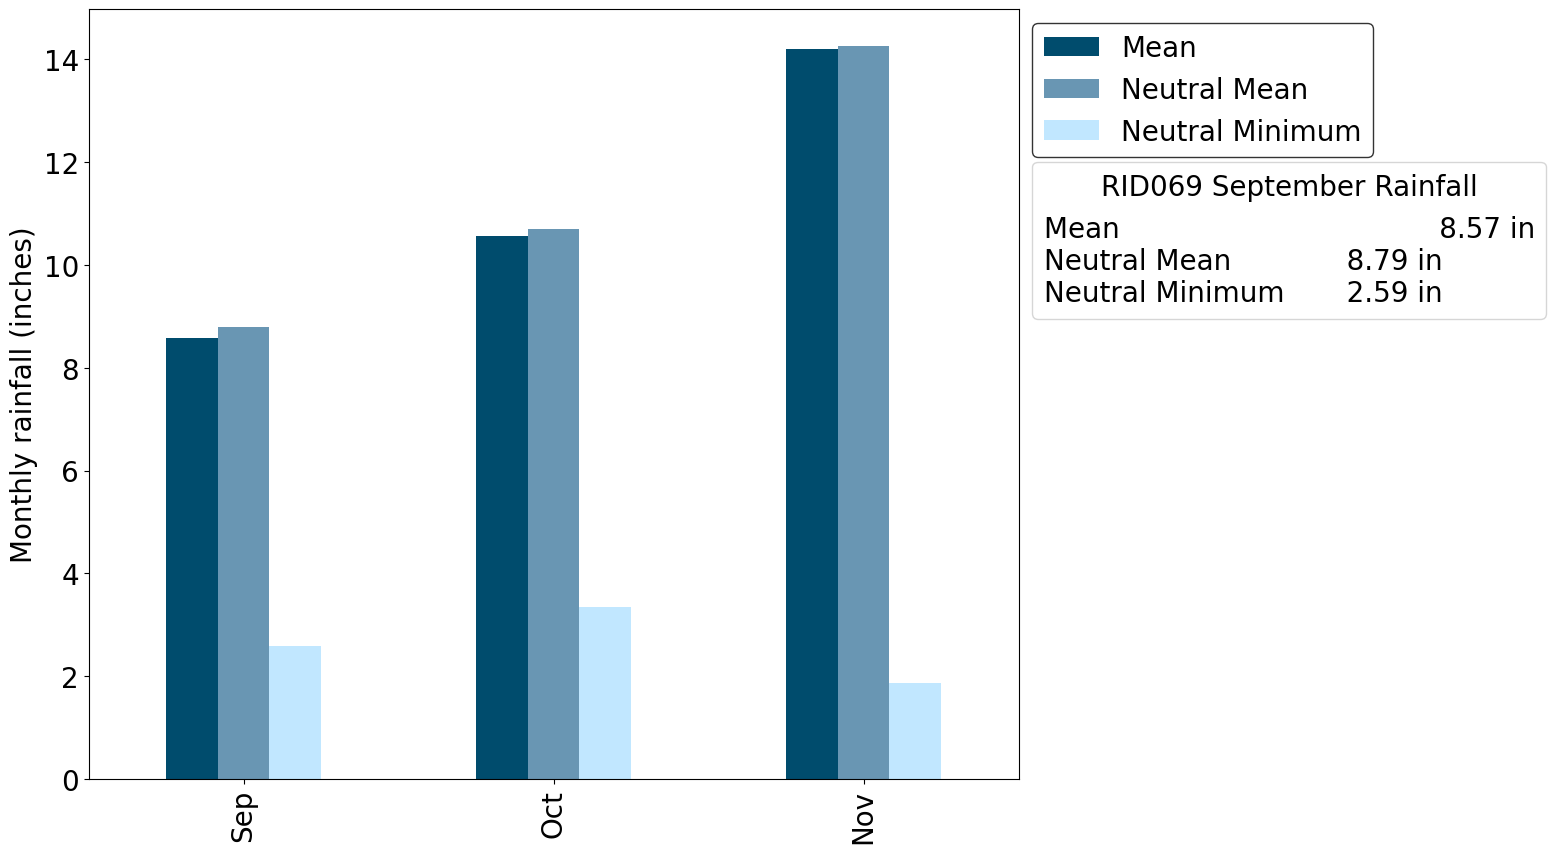 Monthly rainfall (inches)
14
12
10
8
6
4
2
0
Sep
Oct
Nov
Mean
Neutral Mean
Neutral Minimum
RID069 September Rainfall
Mean 8.57 in
Neutral Mean 8.79 in
Neutral Minimum 2.59 in